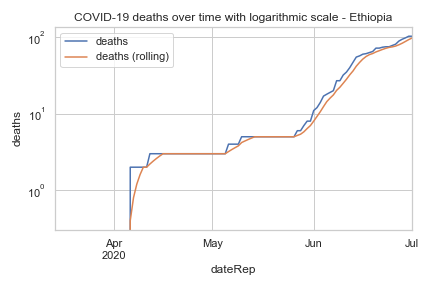 COVID-19 deaths over time with logarithmic scale - Ethiopia
deaths
deaths (rolling)
10²
10¹
10⁰
deaths
Apr
2020
May
Jun
Jul
dateRep